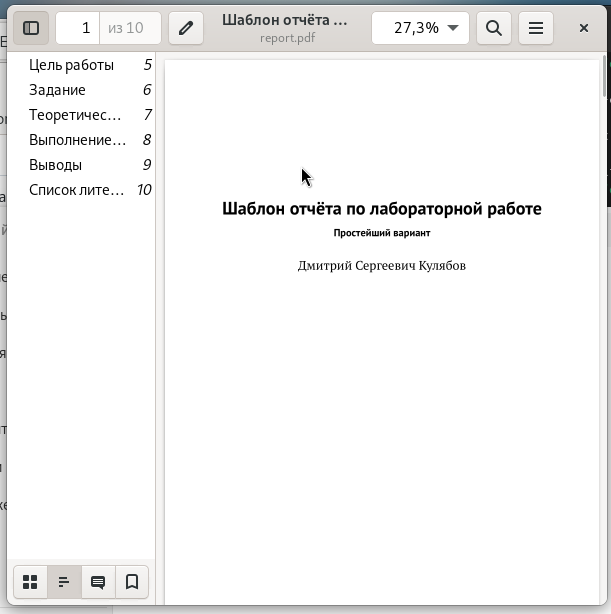 1 из 10
Шаблон отчёта ...
report.pdf
27,3%
Цель работы 5
Задание 6
Теоретичес... 7
Выполнение... 8
Выводы 9
Список лите... 10
Шаблон отчёта по лабораторной работе
Простейший вариант
Дмитрий Сергеевич Кулябов